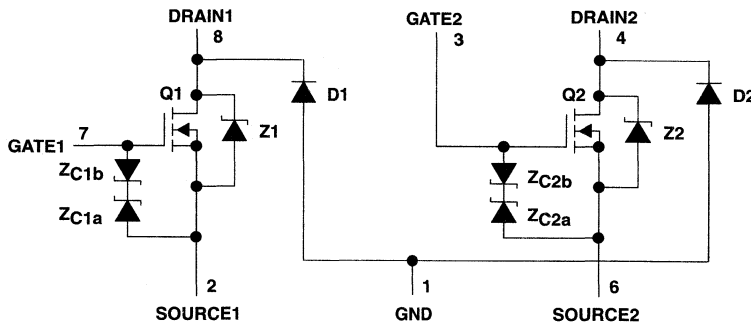 DRAIN1
8
GATE2
3
DRAIN2
4
Q1
D1
Q2
D2
7
GATE1
Z1
Z2
ZC1b
ZC2b
ZC1a
ZC2a
2
1
6
SOURCE1
GND
SOURCE2